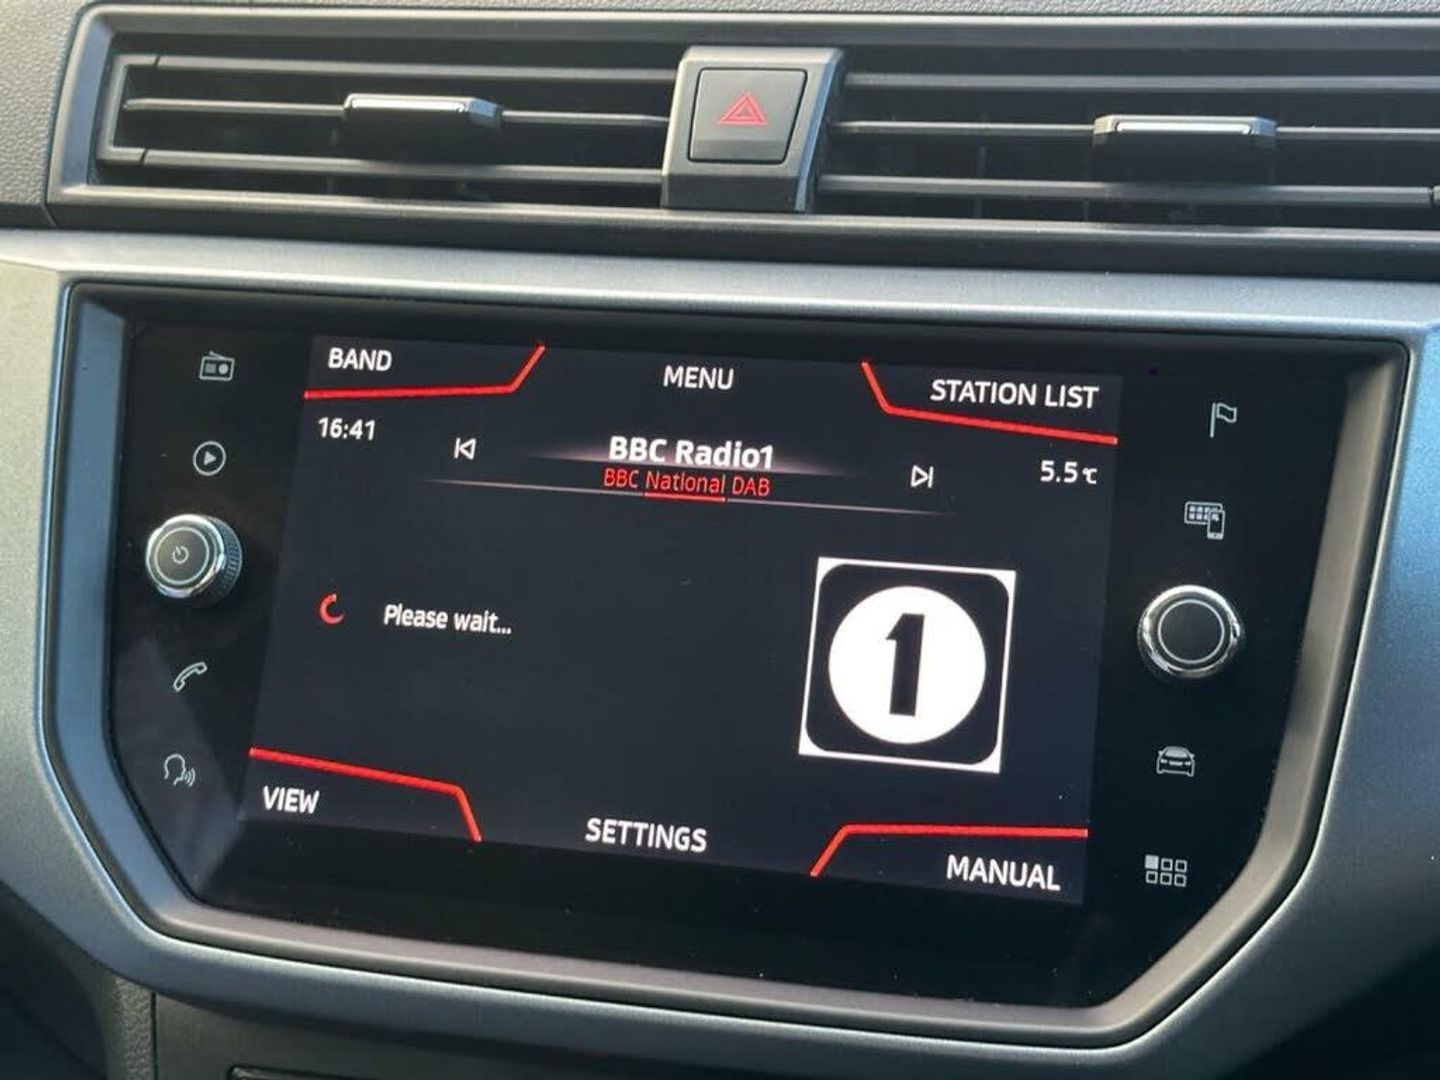 BAND
MENU
STATION LIST
16:41
BBC Radio1
5.5°C
BBC National DAB
Please wait...
1
VIEW
SETTINGS
MANUAL